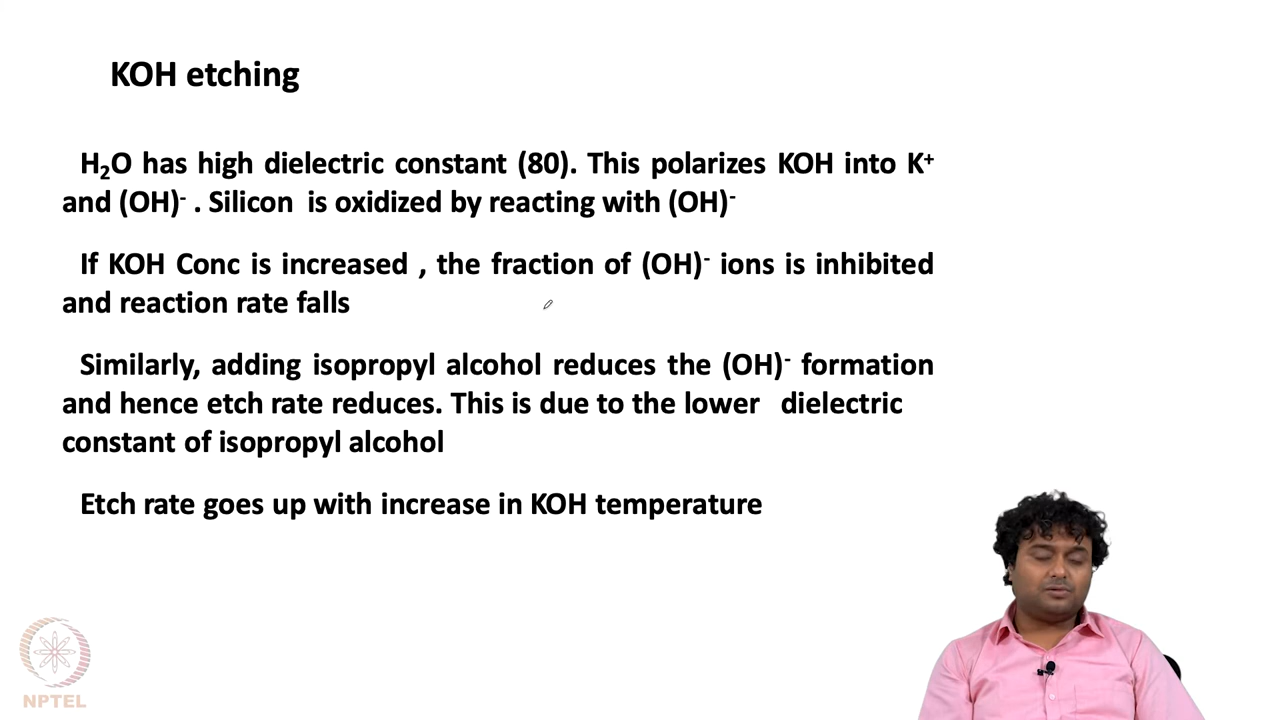 KOH etching
H₂O has high dielectric constant (80). This polarizes KOH into K⁺
and (OH)⁻ . Silicon is oxidized by reacting with (OH)⁻
If KOH Conc is increased , the fraction of (OH)⁻ ions is inhibited
and reaction rate falls
Similarly, adding isopropyl alcohol reduces the (OH)⁻ formation
and hence etch rate reduces. This is due to the lower dielectric
constant of isopropyl alcohol
Etch rate goes up with increase in KOH temperature
NPTEL